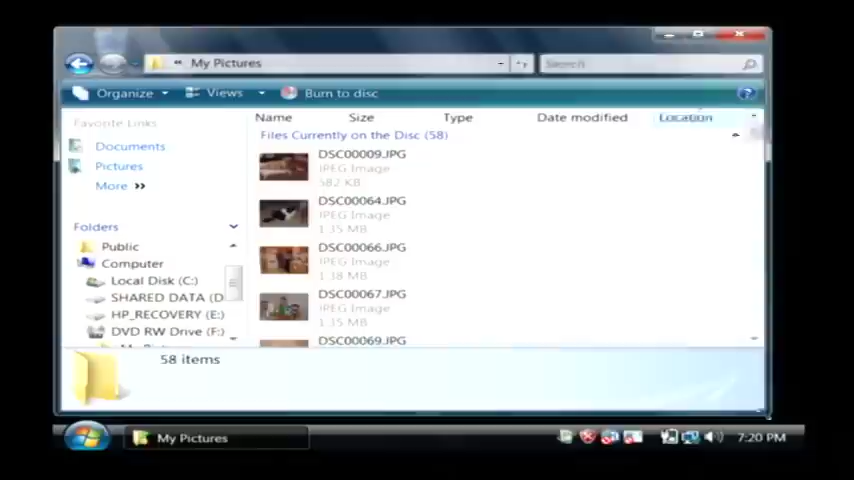 « My Pictures
Search
Organize Views Burn to disc
Favorite Links
Documents
Pictures
More »
Folders
Public
Computer
Local Disk (C:)
SHARED DATA (D
HP_RECOVERY (E:)
DVD RW Drive (F:)
Name Size Type Date modified Location
Files Currently on the Disc (58)
DSC00009.JPG
JPEG Image
582 KB
DSC00064.JPG
JPEG Image
1.35 MB
DSC00066.JPG
JPEG Image
1.38 MB
DSC00067.JPG
JPEG Image
1.35 MB
DSC00069.JPG
58 items
My Pictures
7:20 PM